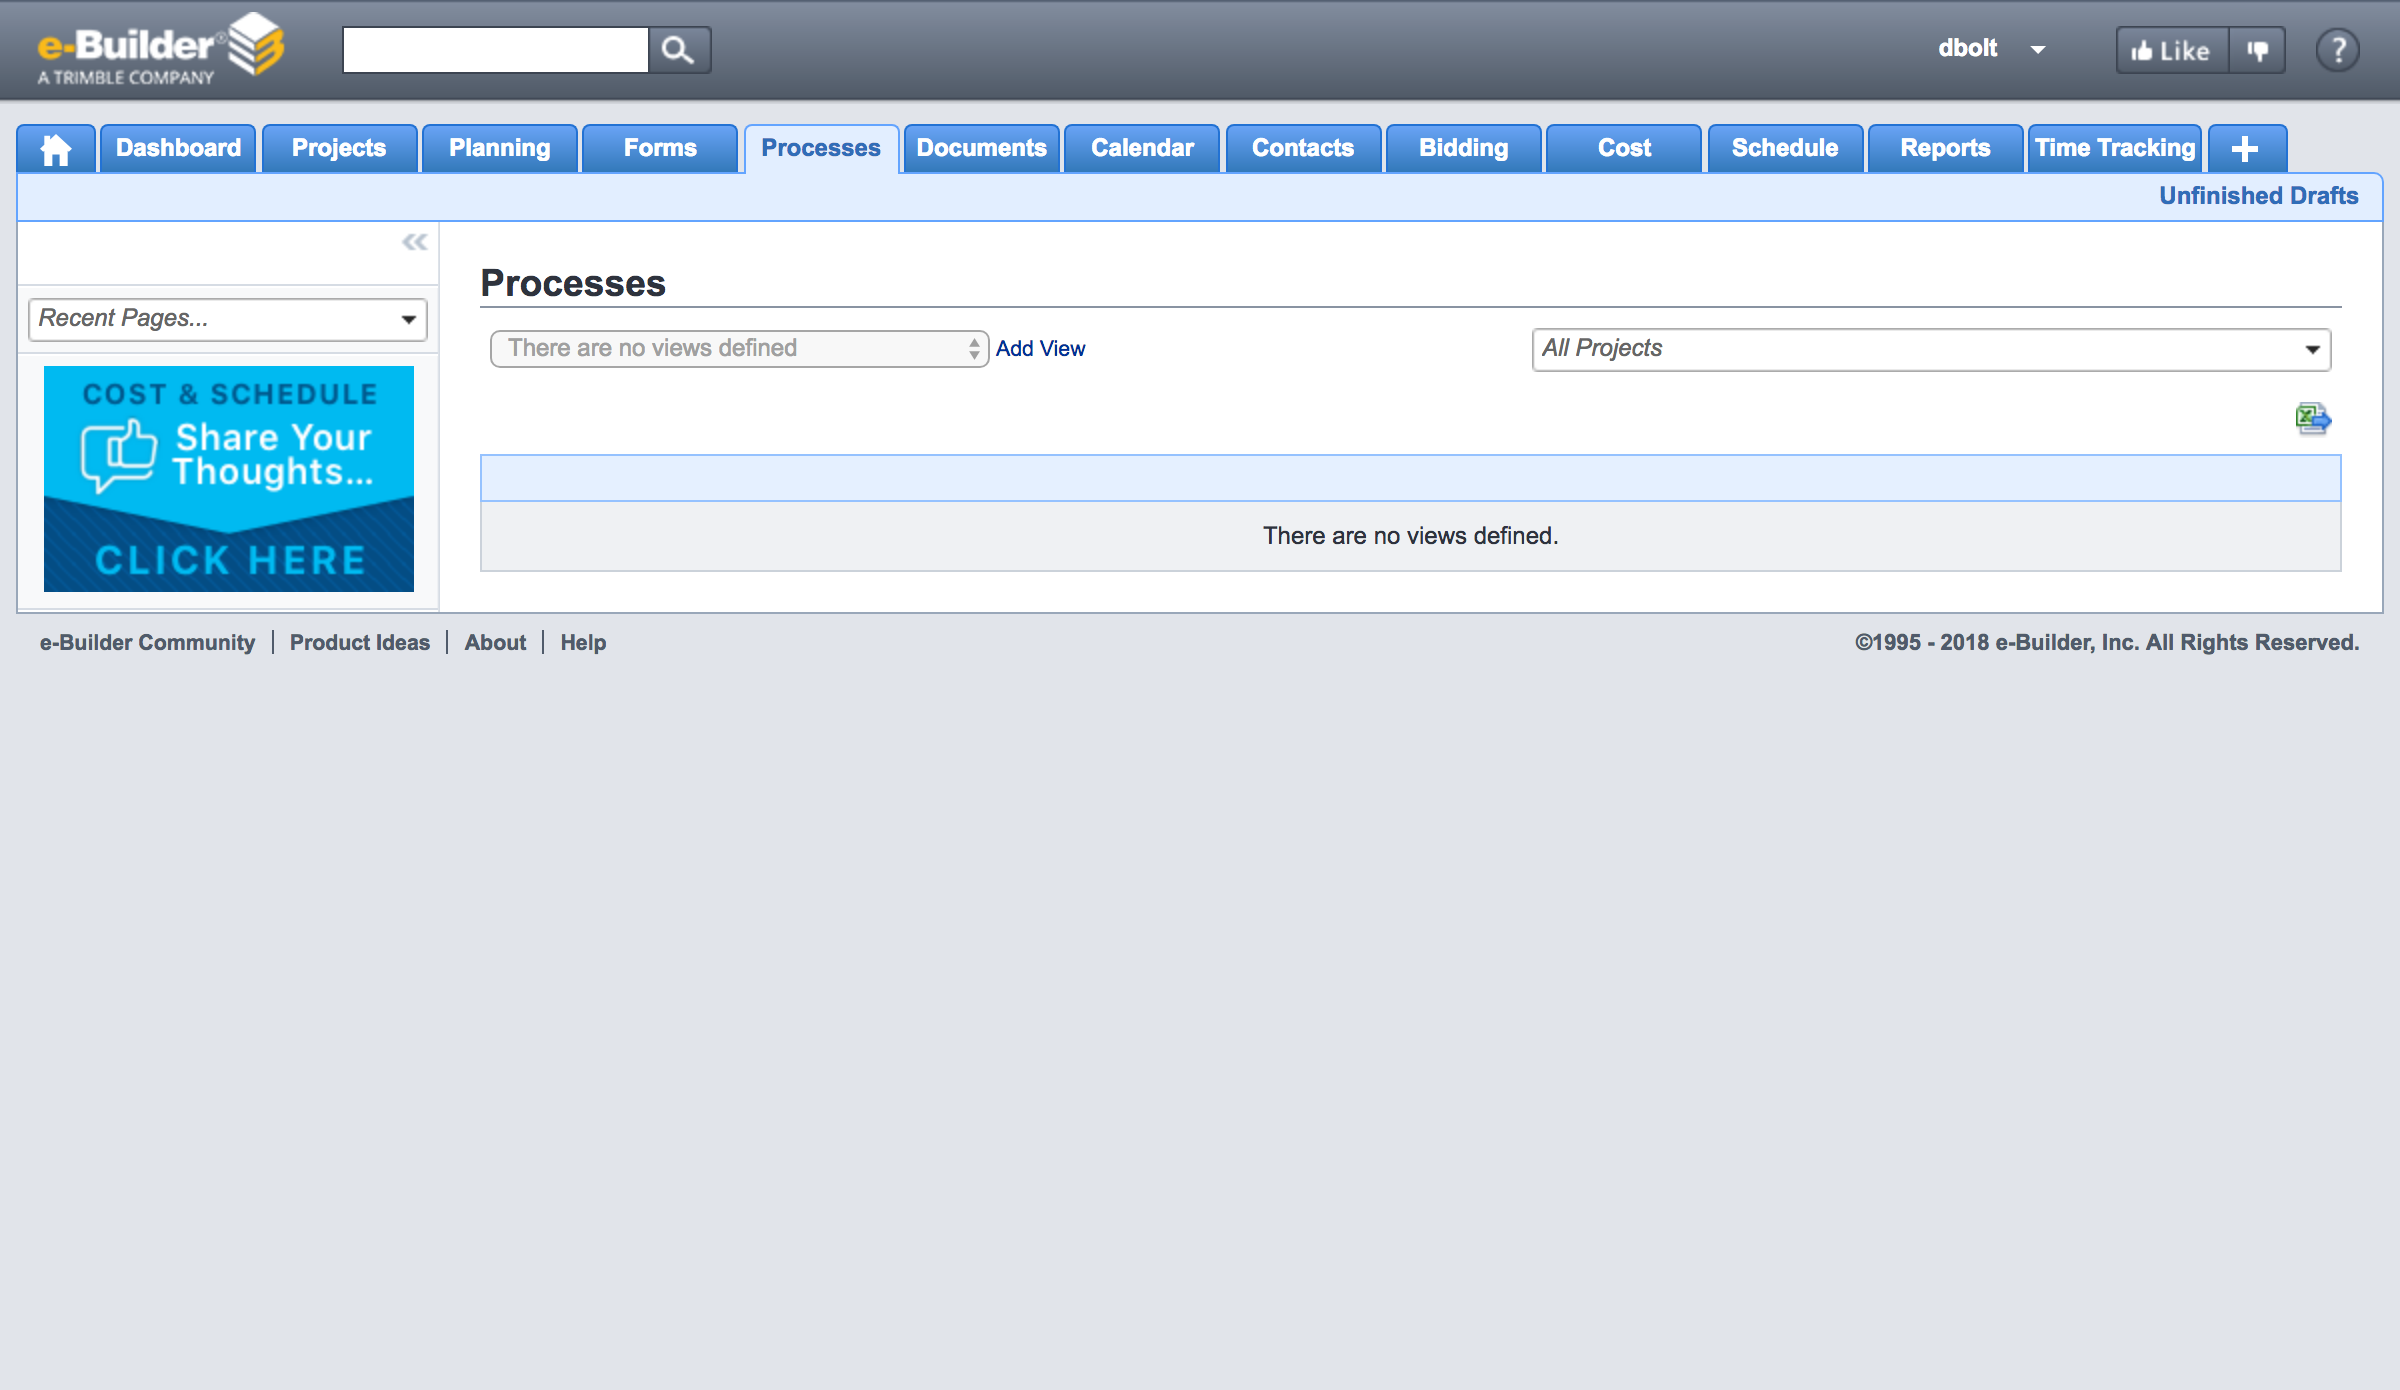 e-Builder®
A TRIMBLE COMPANY
dbolt
Like
?
Dashboard
Projects
Planning
Forms
Processes
Documents
Calendar
Contacts
Bidding
Cost
Schedule
Reports
Time Tracking
Unfinished Drafts
Recent Pages...
COST & SCHEDULE
Share Your
Thoughts...
CLICK HERE
Processes
There are no views defined
Add View
All Projects
There are no views defined.
e-Builder Community
Product Ideas
About
Help
©1995 - 2018 e-Builder, Inc. All Rights Reserved.